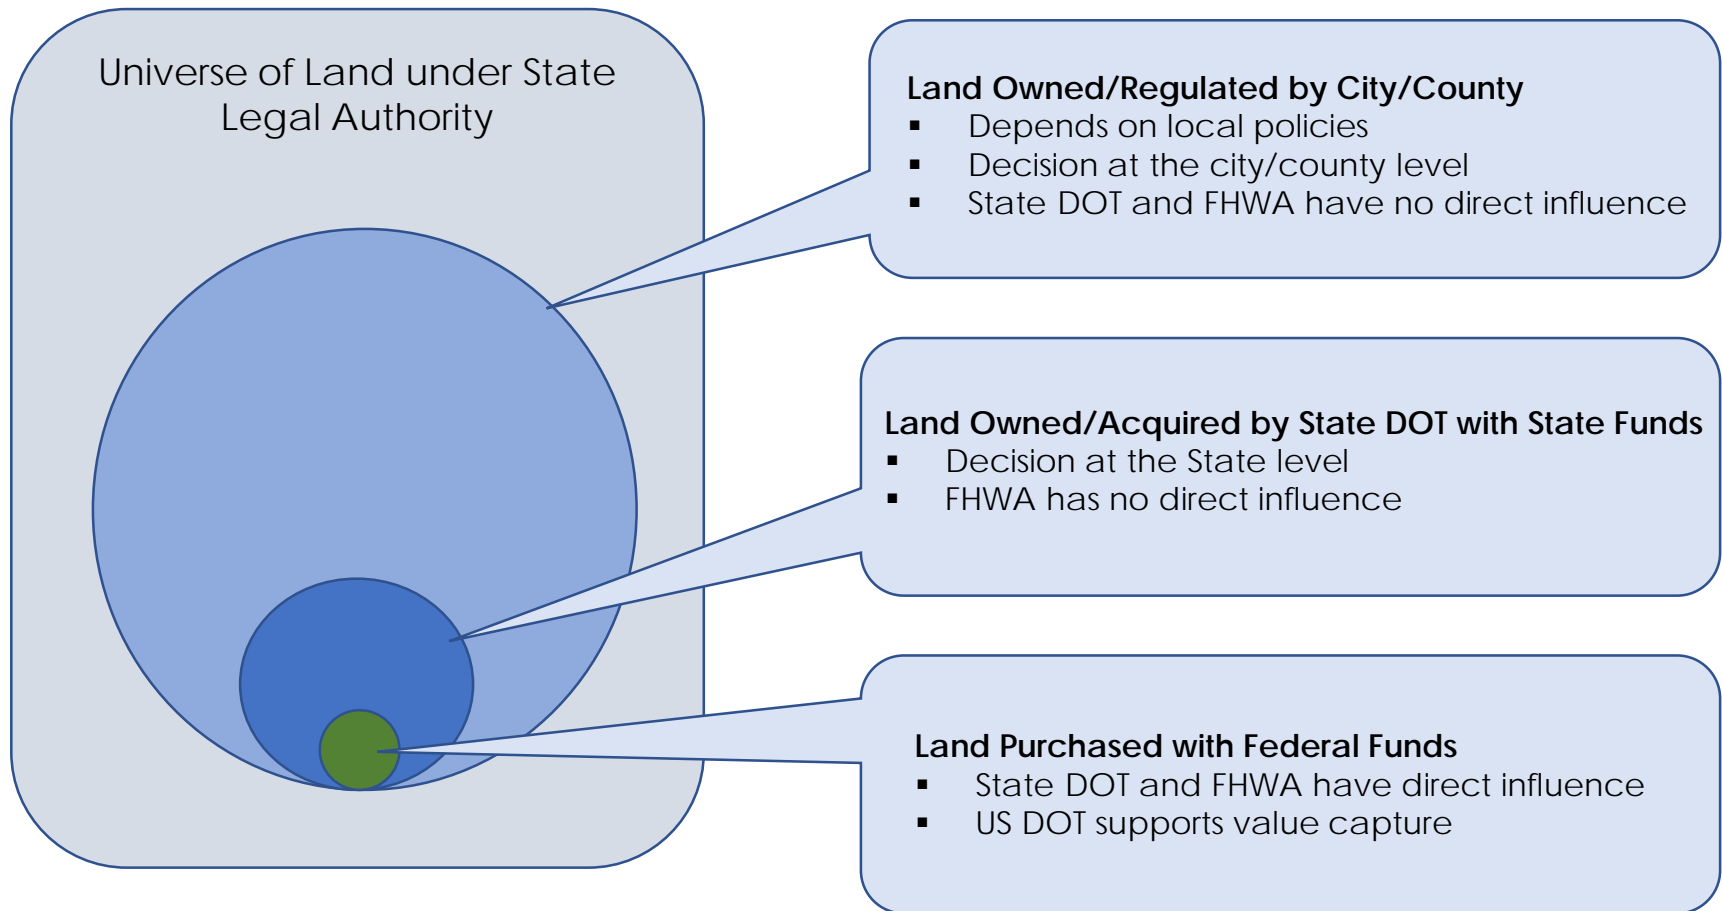 Universe of Land under State
Legal Authority
Land Owned/Regulated by City/County
▪ Depends on local policies
▪ Decision at the city/county level
▪ State DOT and FHWA have no direct influence
Land Owned/Acquired by State DOT with State Funds
▪ Decision at the State level
▪ FHWA has no direct influence
Land Purchased with Federal Funds
▪ State DOT and FHWA have direct influence
▪ US DOT supports value capture